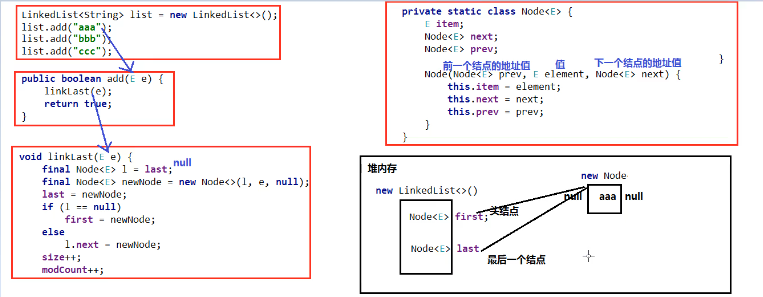 LinkedList<String> list = new LinkedList<>();
list.add("aaa");
list.add("bbb");
list.add("ccc");
public boolean add(E e) {
linkLast(e);
return true;
}
void linkLast(E e) {
final Node<E> l = last;
null
final Node<E> newNode = new Node<>(l, e, null);
last = newNode;
if (l == null)
first = newNode;
else
l.next = newNode;
size++;
modCount++;
private static class Node<E> {
E item;
Node<E> next;
Node<E> prev;
}
前一个结点的地址值 值 下一个结点的地址值
Node(Node<E> prev, E element, Node<E> next) {
this.item = element;
this.next = next;
this.prev = prev;
}
}
堆内存
new LinkedList<>()
new Node
null aaa null
Node<E> first;
头结点
Node<E> last
最后一个结点